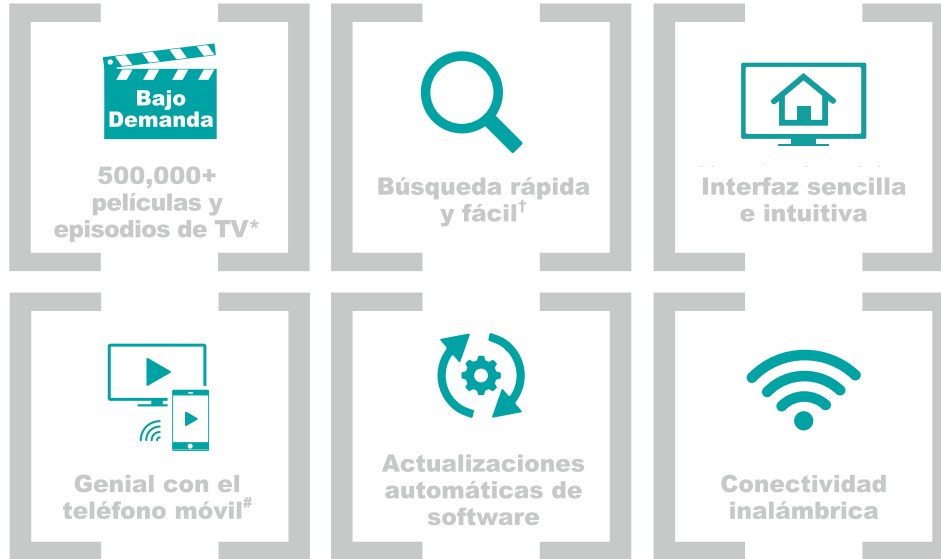 Bajo
Demanda
500,000+
películas y
episodios de TV*
Búsqueda rápida
y fácil†
Interfaz sencilla
e intuitiva
Genial con el
teléfono móvil#
Actualizaciones
automáticas de
software
Conectividad
inalámbrica